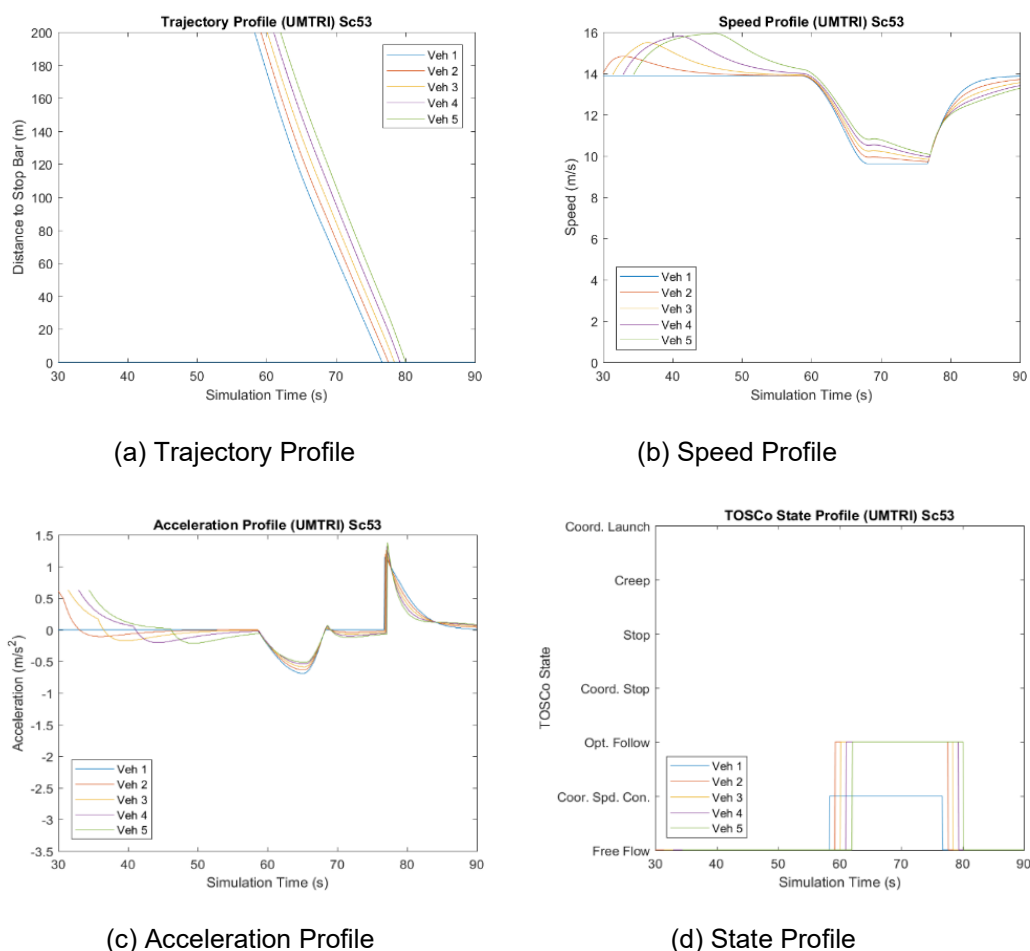 Trajectory Profile (UMTRI) Sc53
200
180
160
140
120
100
80
60
40
20
0
Distance to Stop Bar (m)
Veh 1
Veh 2
Veh 3
Veh 4
Veh 5
30 40 50 60 70 80 90
Simulation Time (s)
(a) Trajectory Profile
Speed Profile (UMTRI) Sc53
16
14
12
10
8
6
4
2
0
Speed (m/s)
Veh 1
Veh 2
Veh 3
Veh 4
Veh 5
30 40 50 60 70 80 90
Simulation Time (s)
(b) Speed Profile
Acceleration Profile (UMTRI) Sc53
1.5
1
0.5
0
-0.5
-1
-1.5
-2
-2.5
-3
-3.5
Acceleration (m/s²)
Veh 1
Veh 2
Veh 3
Veh 4
Veh 5
30 40 50 60 70 80 90
Simulation Time (s)
(c) Acceleration Profile
TOSCo State Profile (UMTRI) Sc53
Coord. Launch
Creep
Stop
Coord. Stop
Opt. Follow
Coor. Spd. Con.
Free Flow
TOSCo State
Veh 1
Veh 2
Veh 3
Veh 4
Veh 5
30 40 50 60 70 80 90
Simulation Time (s)
(d) State Profile